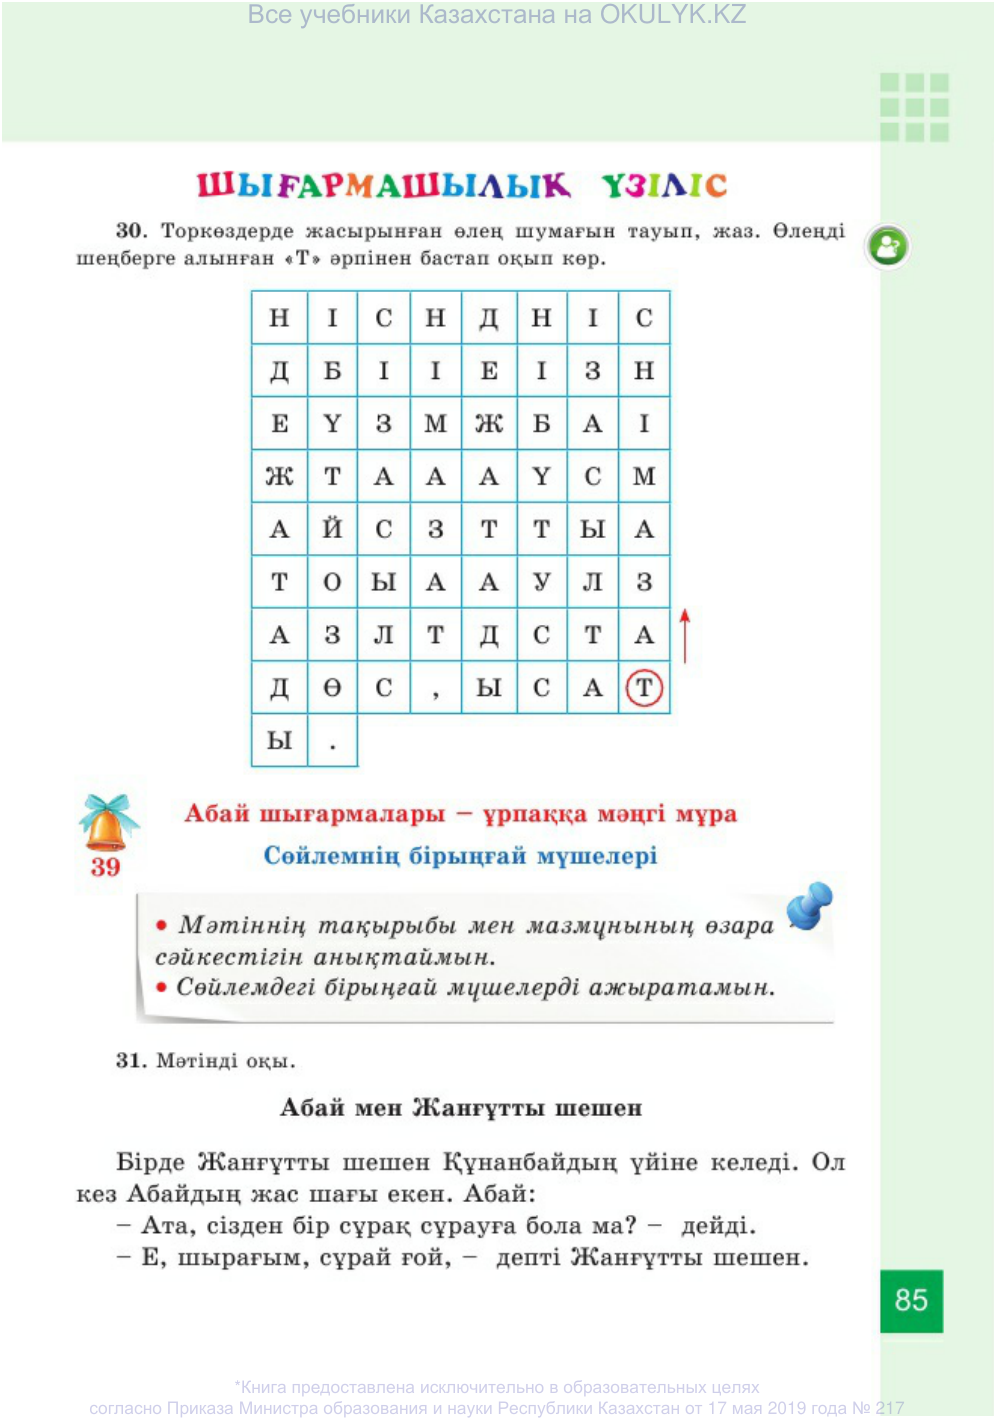 Все учебники Казахстана на OKULYK.KZ
ШЫҒАРМАШЫЛЫҚ ҮЗІЛІС
30. Торкөздерде жасырынған өлең шумағын тауып, жаз. Өлеңді
шеңберге алынған «Т» әрпінен бастап оқып көр.
Н І С Н Д Н І С
Д Б І І Е І З Н
Е Ү З М Ж Б А І
Ж Т А А А Ү С М
А Й С З Т Т Ы А
Т О Ы А А У Л З
А З Л Т Д С Т А
Д Ө С , Ы С А Т
Ы .
39
Абай шығармалары – ұрпаққа мәңгі мұра
Сөйлемнің бірыңғай мүшелері
• Мәтіннің тақырыбы мен мазмұнының өзара
сәйкестігін анықтаймын.
• Сөйлемдегі бірыңғай мүшелерді ажыратамын.
31. Мәтінді оқы.
Абай мен Жанғұтты шешен
Бірде Жанғұтты шешен Құнанбайдың үйіне келеді. Ол
кез Абайдың жас шағы екен. Абай:
– Ата, сізден бір сұрақ сұрауға бола ма? – дейді.
– Е, шырағым, сұрай ғой, – депті Жанғұтты шешен.
85
*Книга предоставлена исключительно в образовательных целях
согласно Приказа Министра образования и науки Республики Казахстан от 17 мая 2019 года № 217